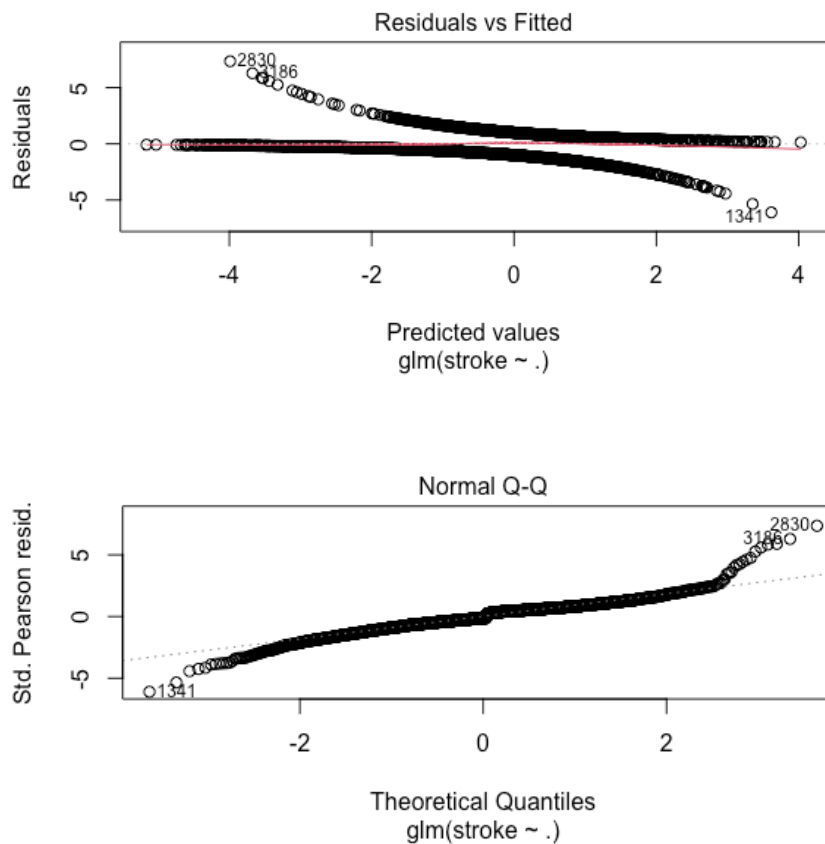 Residuals vs Fitted
Residuals
5
0
-5
2830
3186
1341
-4
-2
0
2
4
Predicted values
glm(stroke ~ .)
Normal Q-Q
Std. Pearson resid.
5
0
-5
2830
3186
1341
-2
0
2
Theoretical Quantiles
glm(stroke ~ .)